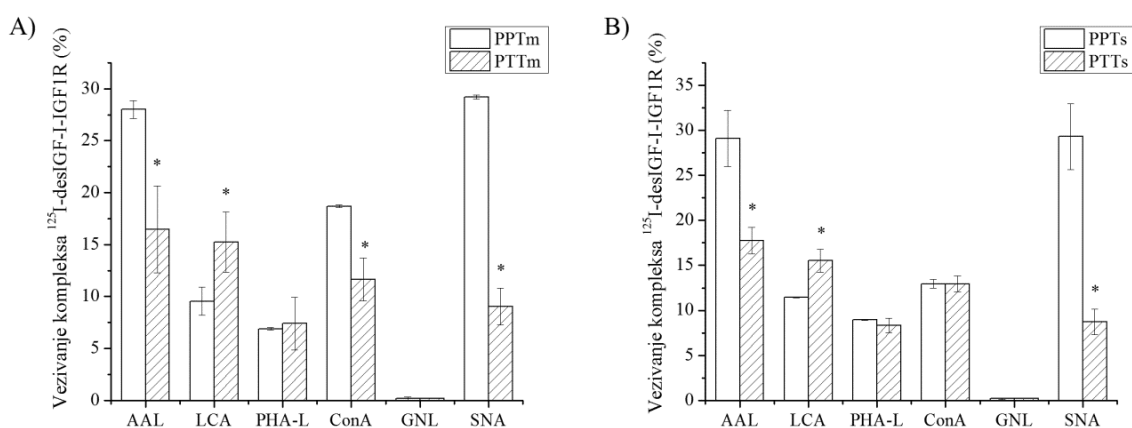 A)
PPTm
PTTm
Vezivanje kompleksa ¹²⁵I-desIGF-I-IGF1R (%)
30
25
20
15
10
5
0
*
*
*
*
AAL LCA PHA-L ConA GNL SNA
B)
PPTs
PTTs
Vezivanje kompleksa ¹²⁵I-desIGF-I-IGF1R (%)
35
30
25
20
15
10
5
0
*
*
*
AAL LCA PHA-L ConA GNL SNA